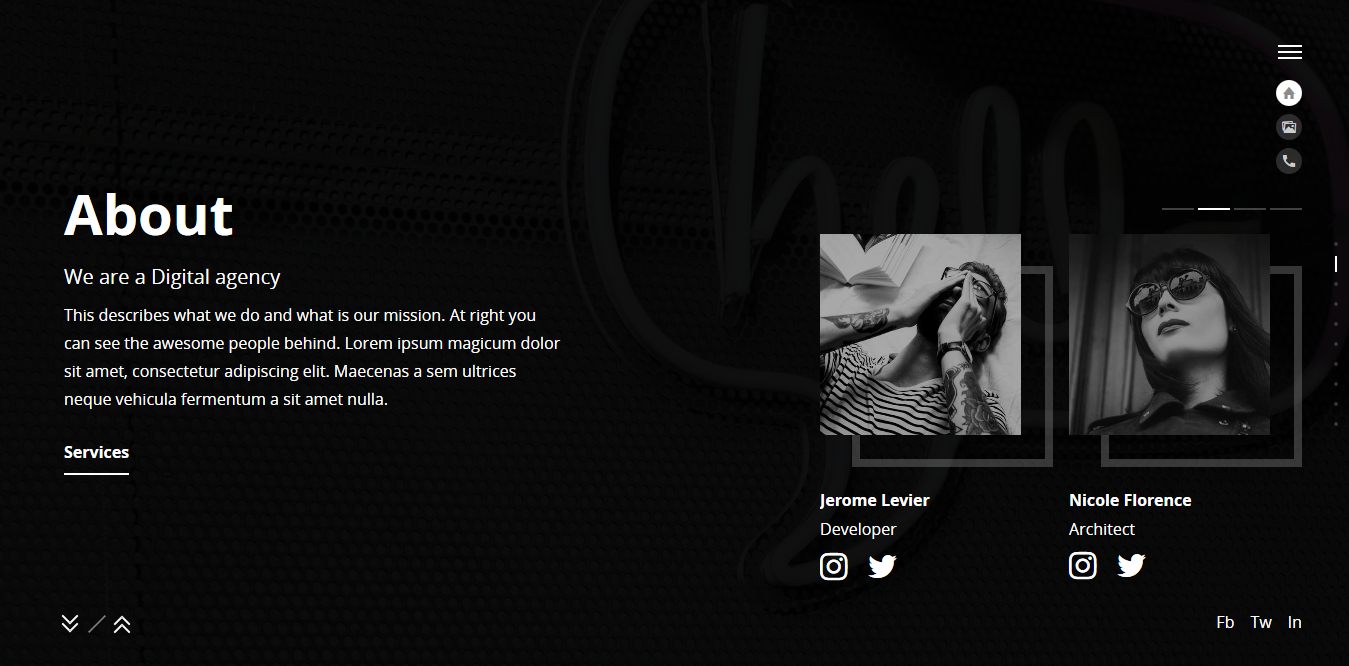 About
We are a Digital agency
This describes what we do and what is our mission. At right you
can see the awesome people behind. Lorem ipsum magicum dolor
sit amet, consectetur adipiscing elit. Maecenas a sem ultrices
neque vehicula fermentum a sit amet nulla.
Services
hello
Jerome Levier
Developer
Nicole Florence
Architect
Fb Tw In